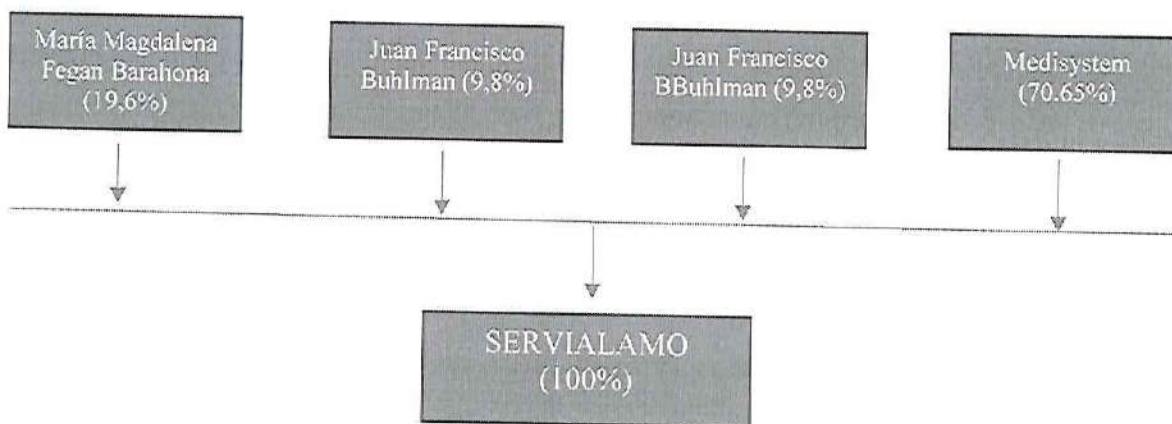 María Magdalena
Fegan Barahona
(19,6%)
Juan Francisco
Buhlman (9,8%)
Juan Francisco
BBuhlman (9,8%)
Medisystem
(70.65%)
SERVIALAMO
(100%)